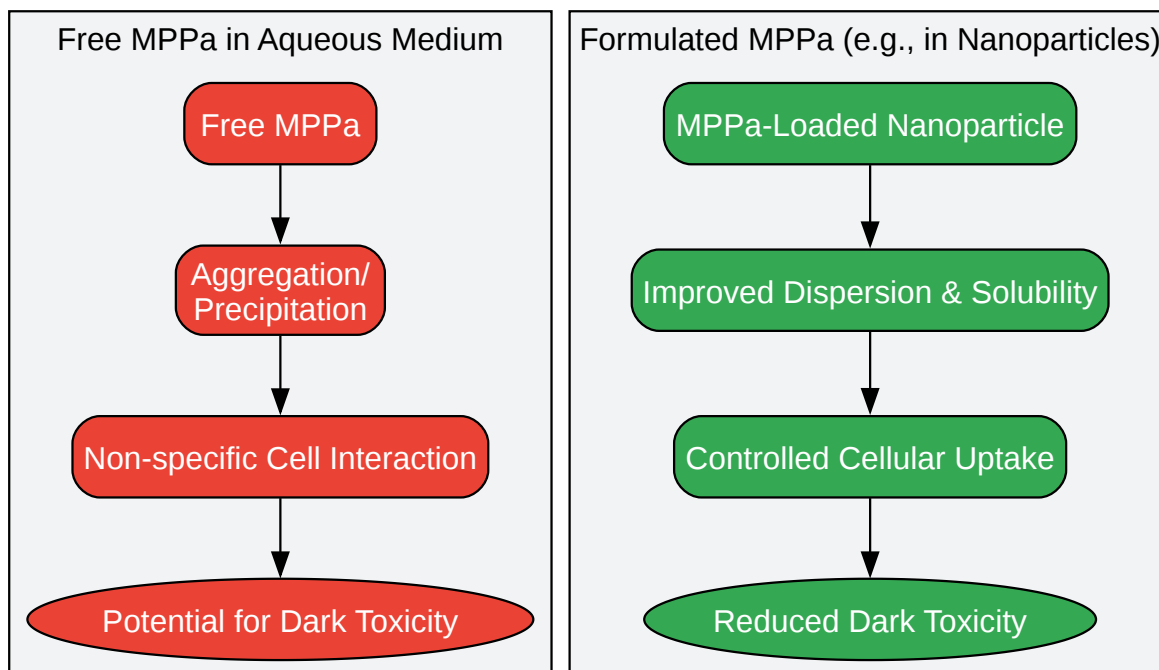 Free MPPa in Aqueous Medium
Free MPPa
Aggregation/
Precipitation
Non-specific Cell Interaction
Potential for Dark Toxicity
Formulated MPPa (e.g., in Nanoparticles)
MPPa-Loaded Nanoparticle
Improved Dispersion & Solubility
Controlled Cellular Uptake
Reduced Dark Toxicity